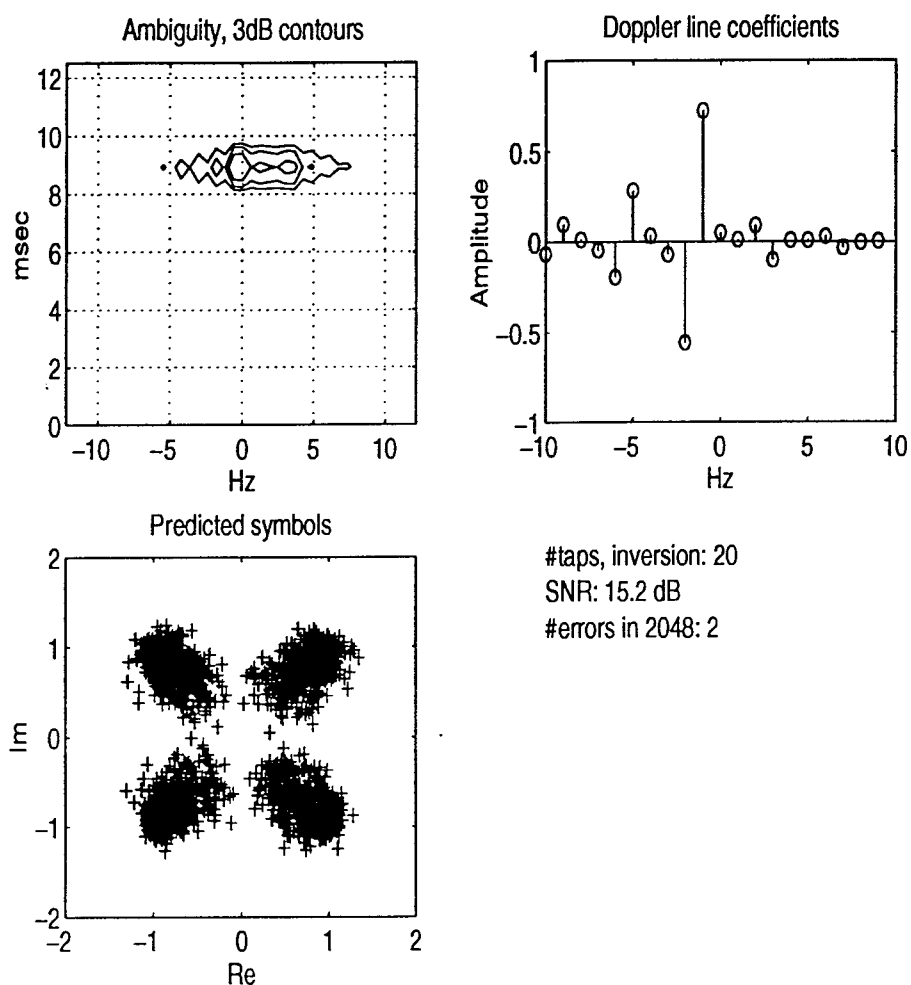 Ambiguity, 3dB contours
12
10
8
6
4
2
0
msec
−10 −5 0 5 10
Hz
Doppler line coefficients
1
0.5
0
−0.5
−1
Amplitude
−10 −5 0 5 10
Hz
Predicted symbols
2
1
0
−1
−2
Im
−2 −1 0 1 2
Re
#taps, inversion: 20
SNR: 15.2 dB
#errors in 2048: 2